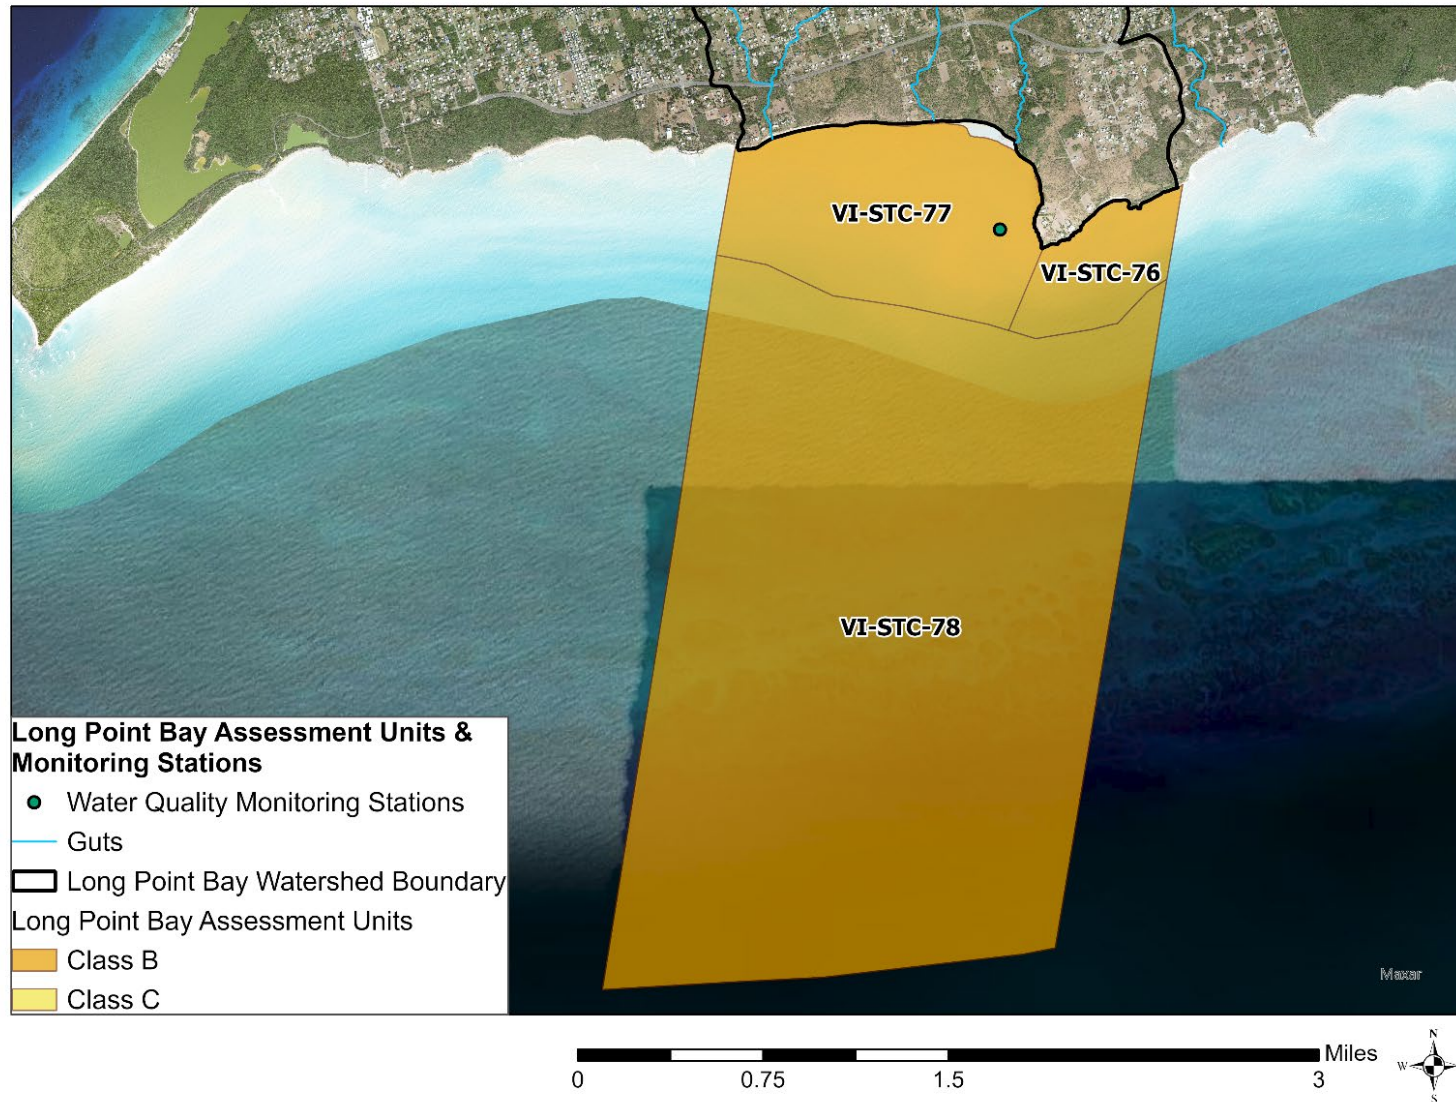 VI-STC-77
VI-STC-76
VI-STC-78
Long Point Bay Assessment Units &
Monitoring Stations
Water Quality Monitoring Stations
Guts
Long Point Bay Watershed Boundary
Long Point Bay Assessment Units
Class B
Class C
Maxar
Miles
0 0.75 1.5 3
N
W E
S